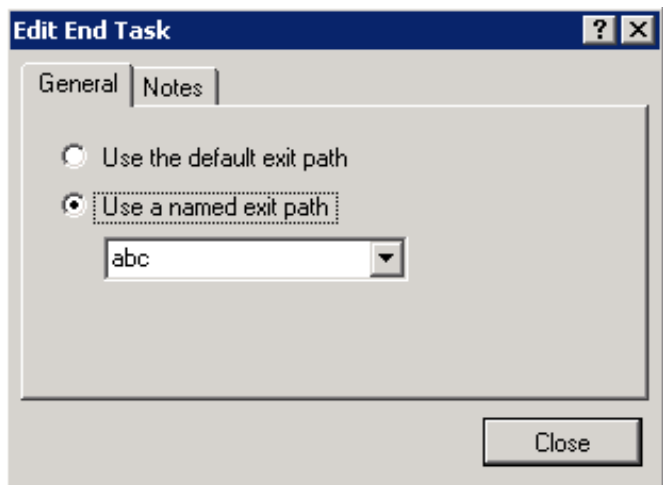 Edit End Task
General
Notes
Use the default exit path
Use a named exit path
abc
Close